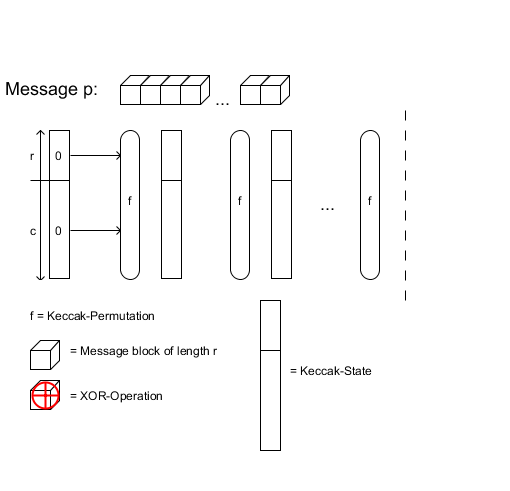 Message p:
...
r
0
f
f
...
f
c
0
f = Keccak-Permutation
= Message block of length r
= Keccak-State
= XOR-Operation